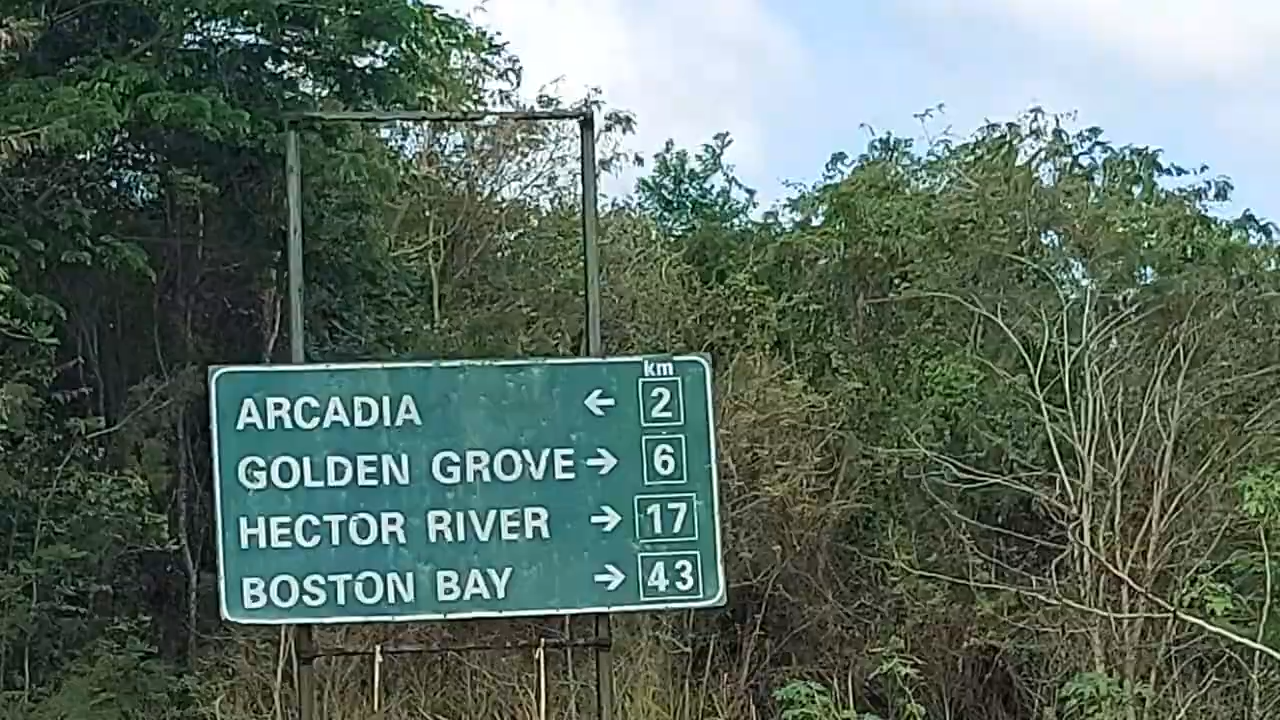 km
ARCADIA ← 2
GOLDEN GROVE → 6
HECTOR RIVER → 17
BOSTON BAY → 43